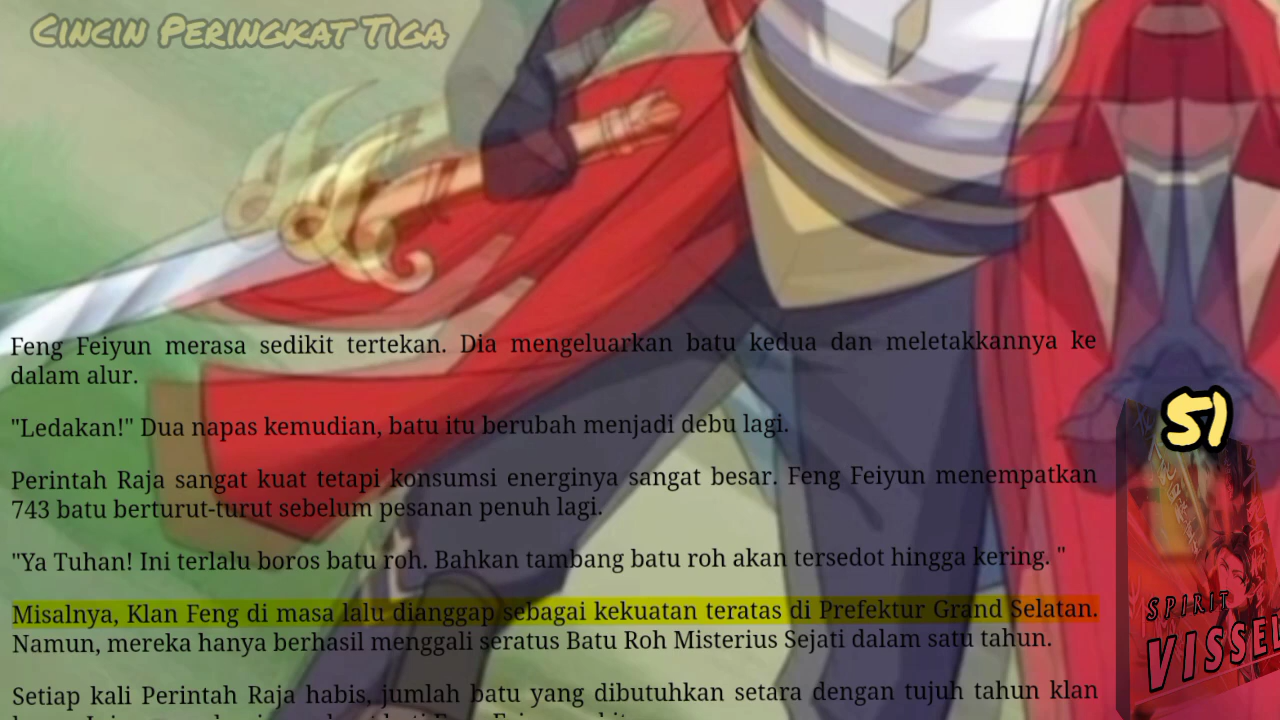 Cincin Peringkat Tiga
Feng Feiyun merasa sedikit tertekan. Dia mengeluarkan batu kedua dan meletakkannya ke
dalam alur.
"Ledakan!" Dua napas kemudian, batu itu berubah menjadi debu lagi.
Perintah Raja sangat kuat tetapi konsumsi energinya sangat besar. Feng Feiyun menempatkan
743 batu berturut-turut sebelum pesanan penuh lagi.
"Ya Tuhan! Ini terlalu boros batu roh. Bahkan tambang batu roh akan tersedot hingga kering. "
Misalnya, Klan Feng di masa lalu dianggap sebagai kekuatan teratas di Prefektur Grand Selatan.
Namun, mereka hanya berhasil menggali seratus Batu Roh Misterius Sejati dalam satu tahun.
Setiap kali Perintah Raja habis, jumlah batu yang dibutuhkan setara dengan tujuh tahun klan
51
SPIRIT
VISSEL